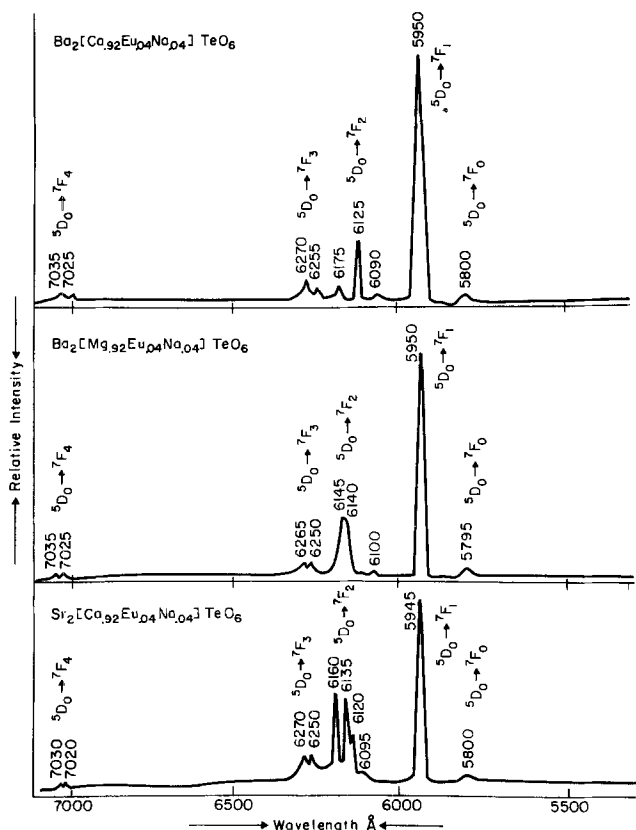 Ba₂[Ca.₉₂Eu.₀₄Na.₀₄] TeO₆
⁵D₀→⁷F₄
7035
7025
⁵D₀→⁷F₃
6270
6255
6175
⁵D₀→⁷F₂
6125
6090
5950
⁵D₀→⁷F₁
⁵D₀→⁷F₀
5800
Ba₂[Mg.₉₂Eu.₀₄Na.₀₄] TeO₆
⁵D₀→⁷F₄
7035
7025
⁵D₀→⁷F₃
6265
6250
⁵D₀→⁷F₂
6145
6140
6100
5950
⁵D₀→⁷F₁
⁵D₀→⁷F₀
5795
Sr₂[Ca.₉₂Eu.₀₄Na.₀₄] TeO₆
⁵D₀→⁷F₄
7030
7020
⁵D₀→⁷F₃
6270
6250
⁵D₀→⁷F₂
6160
6135
6120
6095
5945
⁵D₀→⁷F₁
⁵D₀→⁷F₀
5800
→ Relative Intensity ←
7000 6500 6000 5500
→ Wavelength Å ←